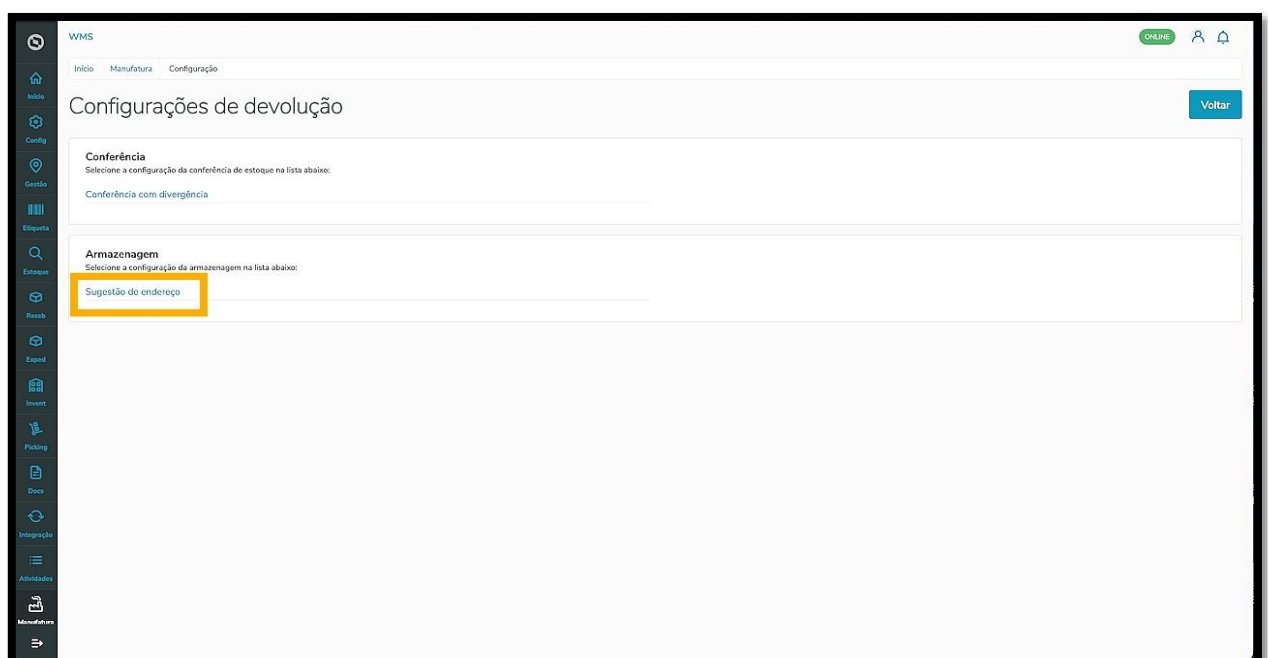 WMS
ONLINE
Início Manufatura Configuração
Configurações de devolução
Voltar
Conferência
Selecione a configuração da conferência de estoque na lista abaixo:
Conferência com divergência
Armazenagem
Selecione a configuração da armazenagem na lista abaixo:
Sugestão de endereço
Início
Config
Gestão
Etiqueta
Estoque
Receb
Exped
Invent
Picking
Docs
Integração
Atividades
Manufatura